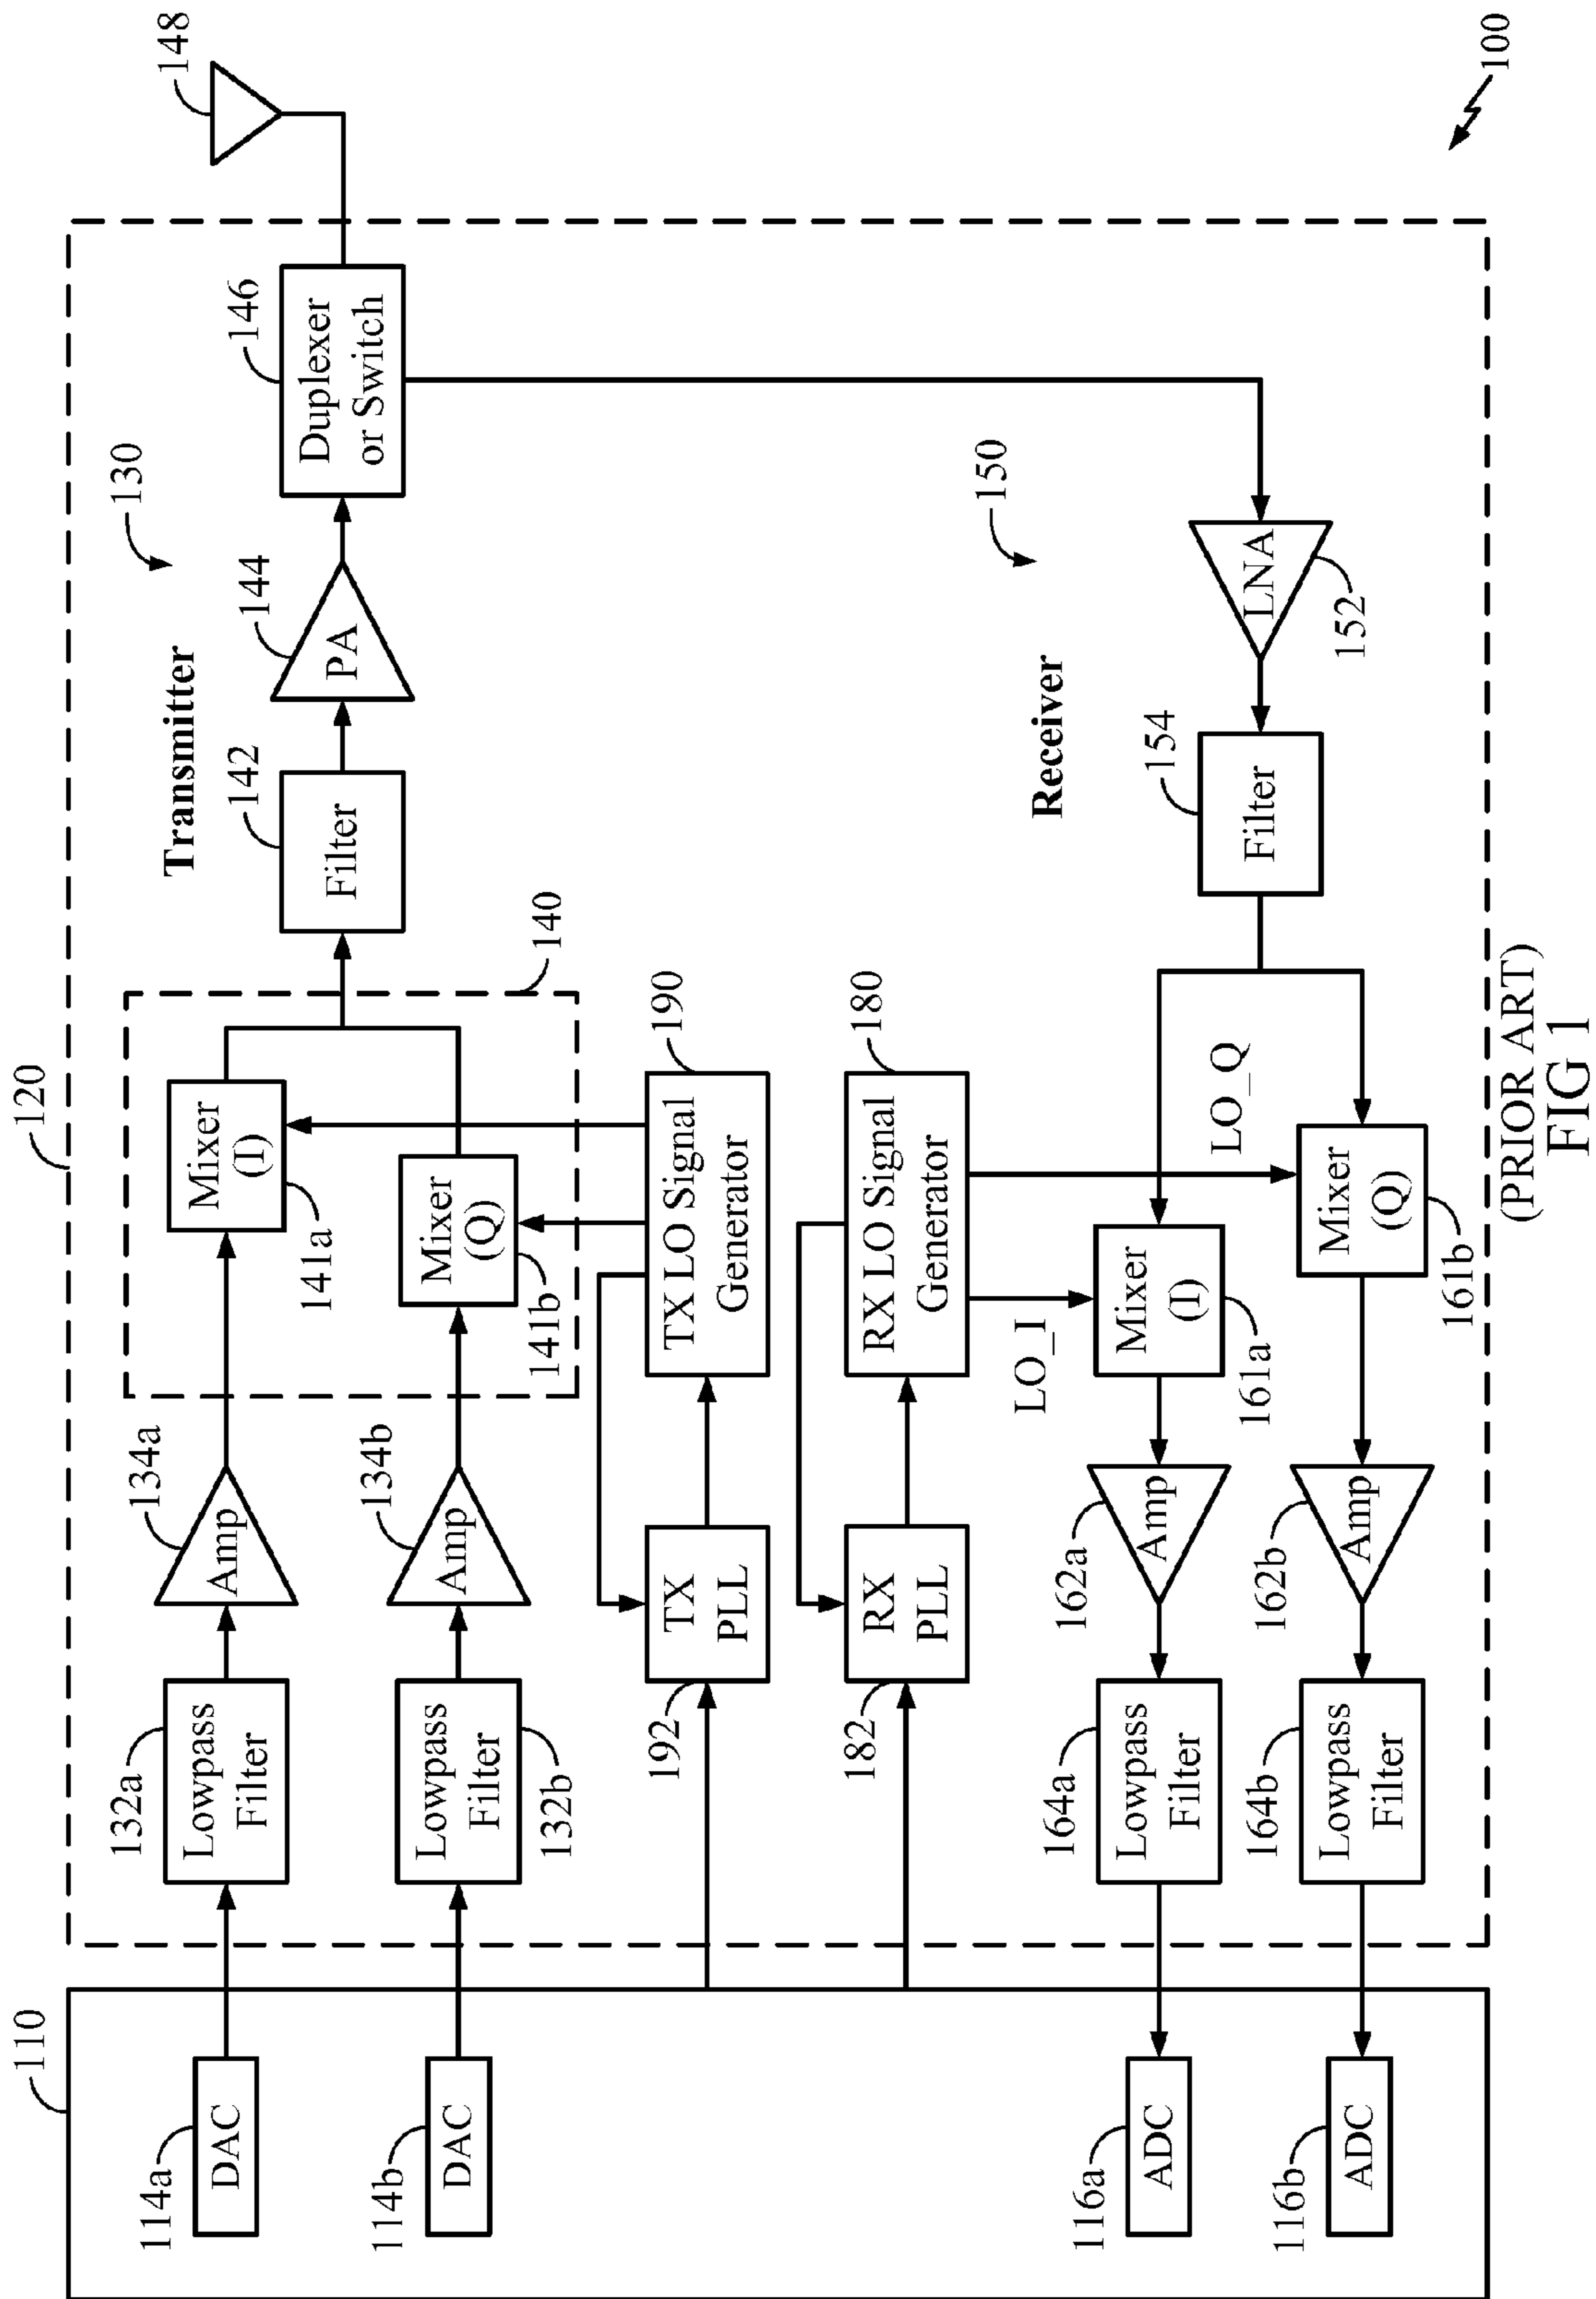 110
120
114a
DAC
132a
Lowpass
Filter
134a
Amp
Mixer
(I)
141a
Transmitter
130
142
Filter
144
PA
146
Duplexer
or Switch
148
114b
DAC
Lowpass
Filter
132b
134b
Amp
Mixer
(Q)
141b
140
192
TX
PLL
TX LO Signal
Generator
190
182
RX
PLL
RX LO Signal
Generator
180
LO_I
LO_Q
Receiver
150
116a
ADC
164a
Lowpass
Filter
162a
Amp
Mixer
(I)
161a
154
Filter
LNA
152
116b
ADC
164b
Lowpass
Filter
162b
Amp
Mixer
(Q)
161b
100
(PRIOR ART)
FIG 1